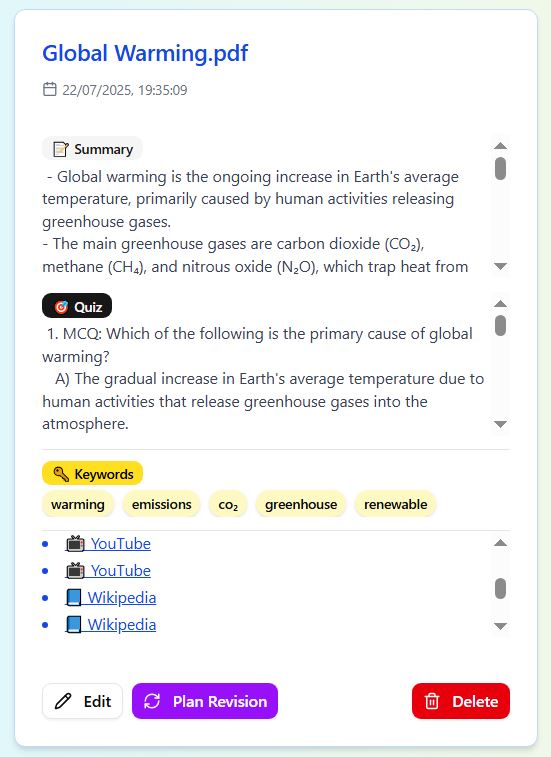 Global Warming.pdf
22/07/2025, 19:35:09
📝 Summary
- Global warming is the ongoing increase in Earth's average
temperature, primarily caused by human activities releasing
greenhouse gases.
- The main greenhouse gases are carbon dioxide (CO₂),
methane (CH₄), and nitrous oxide (N₂O), which trap heat from
🎯 Quiz
1. MCQ: Which of the following is the primary cause of global
warming?
A) The gradual increase in Earth's average temperature due to
human activities that release greenhouse gases into the
atmosphere.
🔑 Keywords
warming emissions co₂ greenhouse renewable
• 📺 YouTube
• 📺 YouTube
• 📘 Wikipedia
• 📘 Wikipedia
Edit Plan Revision Delete